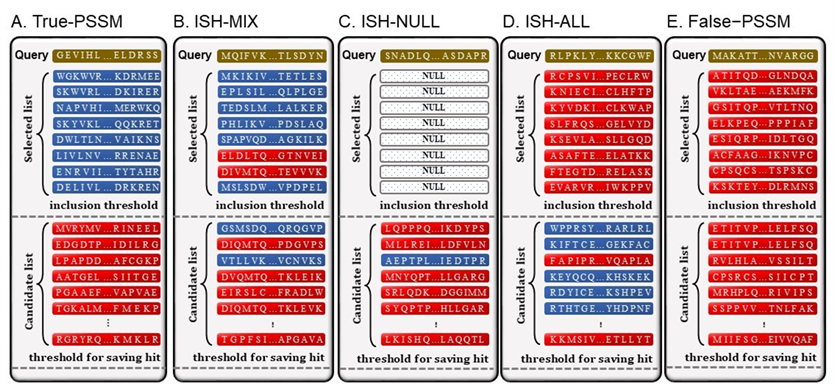 A. True-PSSM
Query GEVIHL...ELDRSS
Selected list
WGKWVR...KDRMEE
SKWVRL...DKIRER
NAPVHI...MERWKQ
SKYVKL...QQKRET
DWLTLN...VAIKNS
LIVLNV...RRENAE
ENRVII...TYTAHR
DELIVL...DRKREN
inclusion threshold
Candidate list
MVRYMV...RINEEL
EDGDTP...IDILRG
LPAPDD...AFCGKP
AATGEL...SIITGE
PGAAEF...VAPVAE
TGKALM...FMEKP
⋮
RGRYRQ...KMKLR
threshold for saving hit
B. ISH-MIX
Query MQIFVK...TLSDYN
Selected list
MKIKIV...TETLES
EPLSIL...QLPLGE
TEDSLM...LALKER
PHLIKV...PDSLAQ
SPAPVQD...AGKILK
ELDLTQ...GTNVEI
DIVMTQ...TEVVVK
MSLSDW...VPDPEL
inclusion threshold
Candidate list
GSMSDQ...QRQGVP
DIQMTQ...PDGVPS
VTLLVK...VCNVKS
DVQMTQ...TKLEIK
EIRSLC...FRADLW
DIQMTQ...TKLEVK
⋮
TGPFSI...APGAVA
threshold for saving hit
C. ISH-NULL
Query SNADLQ...ASDAPR
Selected list
NULL
NULL
NULL
NULL
NULL
NULL
NULL
NULL
inclusion threshold
Candidate list
LQPPPQ...IKDYPS
MLLREI...LDFVLN
AEPTPL...IEDTPR
MNYQPT...LLGARG
SRLQDK...DGGIMM
SYQPTP...HLLGAR
⋮
LKISHQ...LAQQTL
threshold for saving hit
D. ISH-ALL
Query RLPKLY...KKCGWF
Selected list
RCPSVI...PECLRW
KNIECI...CLHFTP
KYVDKI...CLKWAP
SLFRQS...GELVYD
KSEVLA...SLLGQD
ASAFTE...ELATKK
FTEGTD...RELASK
EVARVR...IWKPPV
inclusion threshold
Candidate list
WPPRSY...RARLRL
KIFTCE...GEKFAC
FAPIPR...VQAPLA
KEYQCQ...KHSKEK
RDYICE...KSHPEV
RTHTGE...YHDPNF
⋮
KKMSIV...ETLLYT
threshold for saving hit
E. False−PSSM
Query MAKATT...NVARGG
Selected list
ATITQD...GLNDQA
VKLTAE...AEKMFK
GSITQP...VTLTNQ
ELKPEQ...PPPIAF
ESIQRP...IDLTGQ
ACFAAG...IKNVPC
CPSQCS...TSPSKC
KSKTEY...DLRMNS
inclusion threshold
Candidate list
ETITVP...LELFSQ
ETITVP...LELFSQ
RVLHLA...VSSILT
CPSRCS...SIICPT
MRHPLQ...RIVIPS
SSPPVV...TNLFAK
⋮
MIIFSG...EIVVQAF
threshold for saving hit